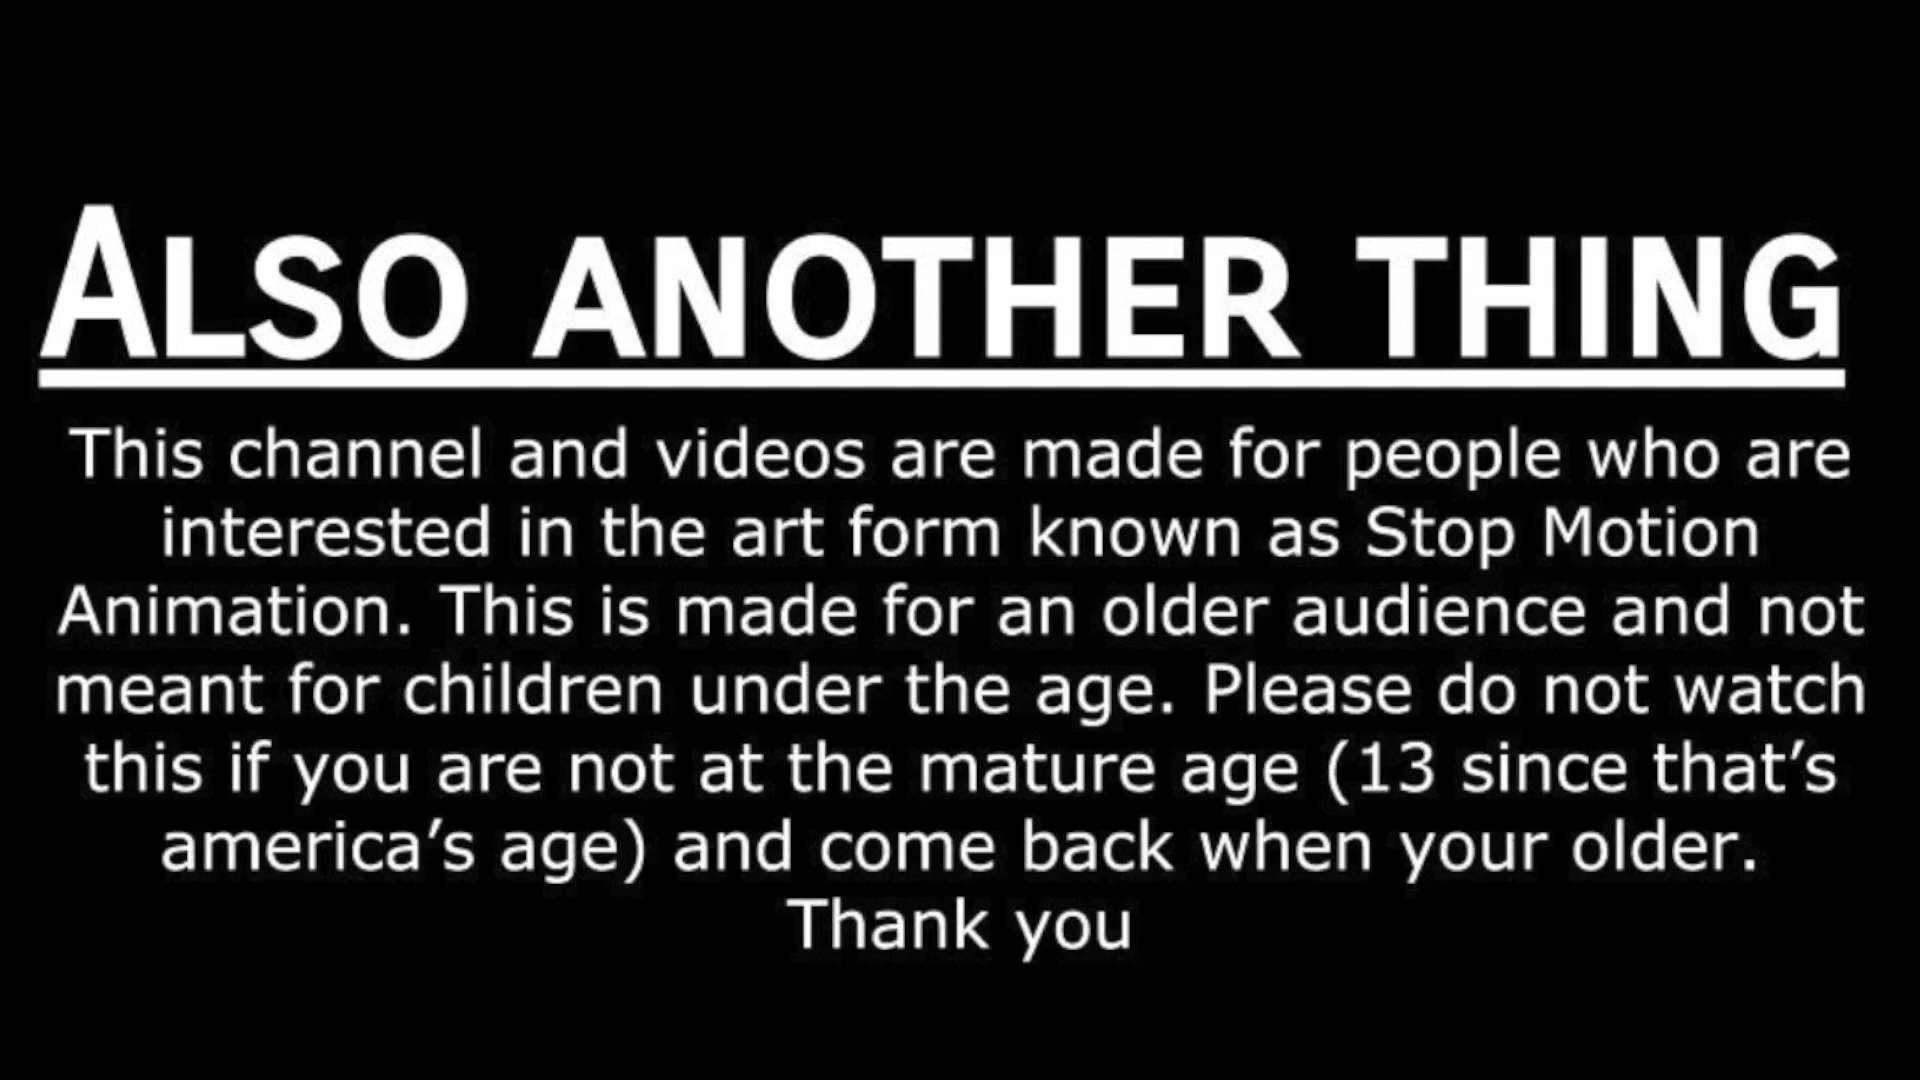 ALSO ANOTHER THING
This channel and videos are made for people who are
interested in the art form known as Stop Motion
Animation. This is made for an older audience and not
meant for children under the age. Please do not watch
this if you are not at the mature age (13 since that’s
america’s age) and come back when your older.
Thank you